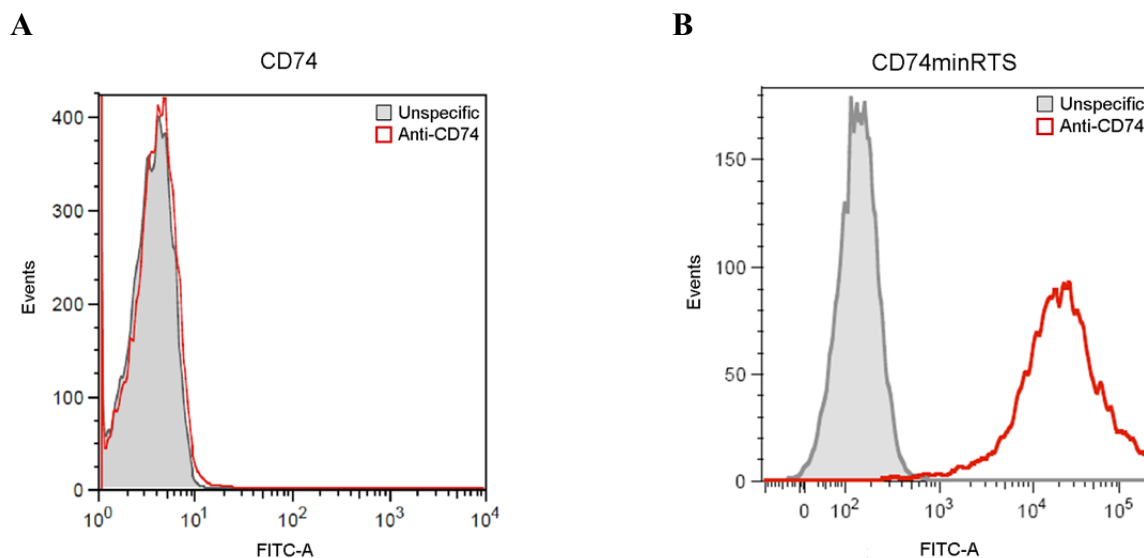 A
CD74
Unspecific
Anti-CD74
400
300
200
100
0
Events
10⁰ 10¹ 10² 10³ 10⁴
FITC-A
B
CD74minRTS
Unspecific
Anti-CD74
150
100
50
0
Events
0 10² 10³ 10⁴ 10⁵
FITC-A